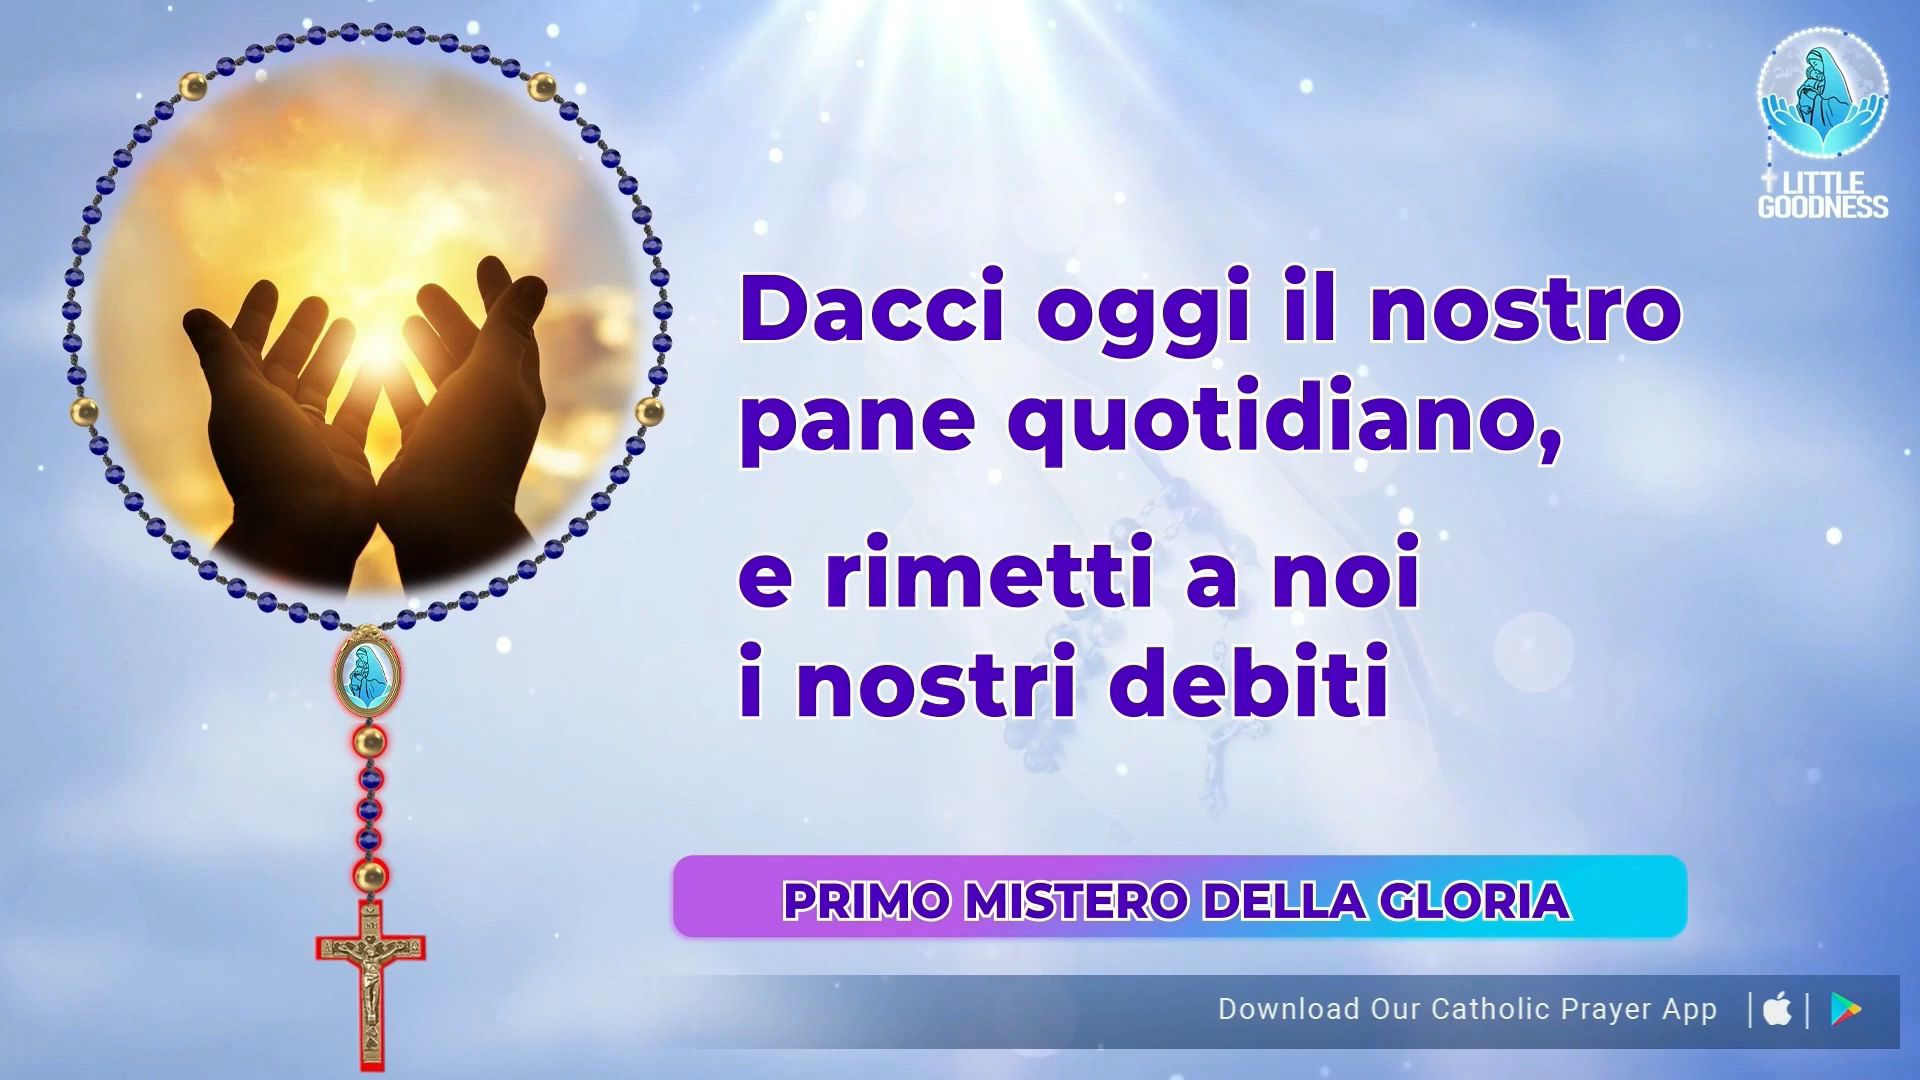 LITTLE
GOODNESS
Dacci oggi il nostro
pane quotidiano,
e rimetti a noi
i nostri debiti
PRIMO MISTERO DELLA GLORIA
Download Our Catholic Prayer App